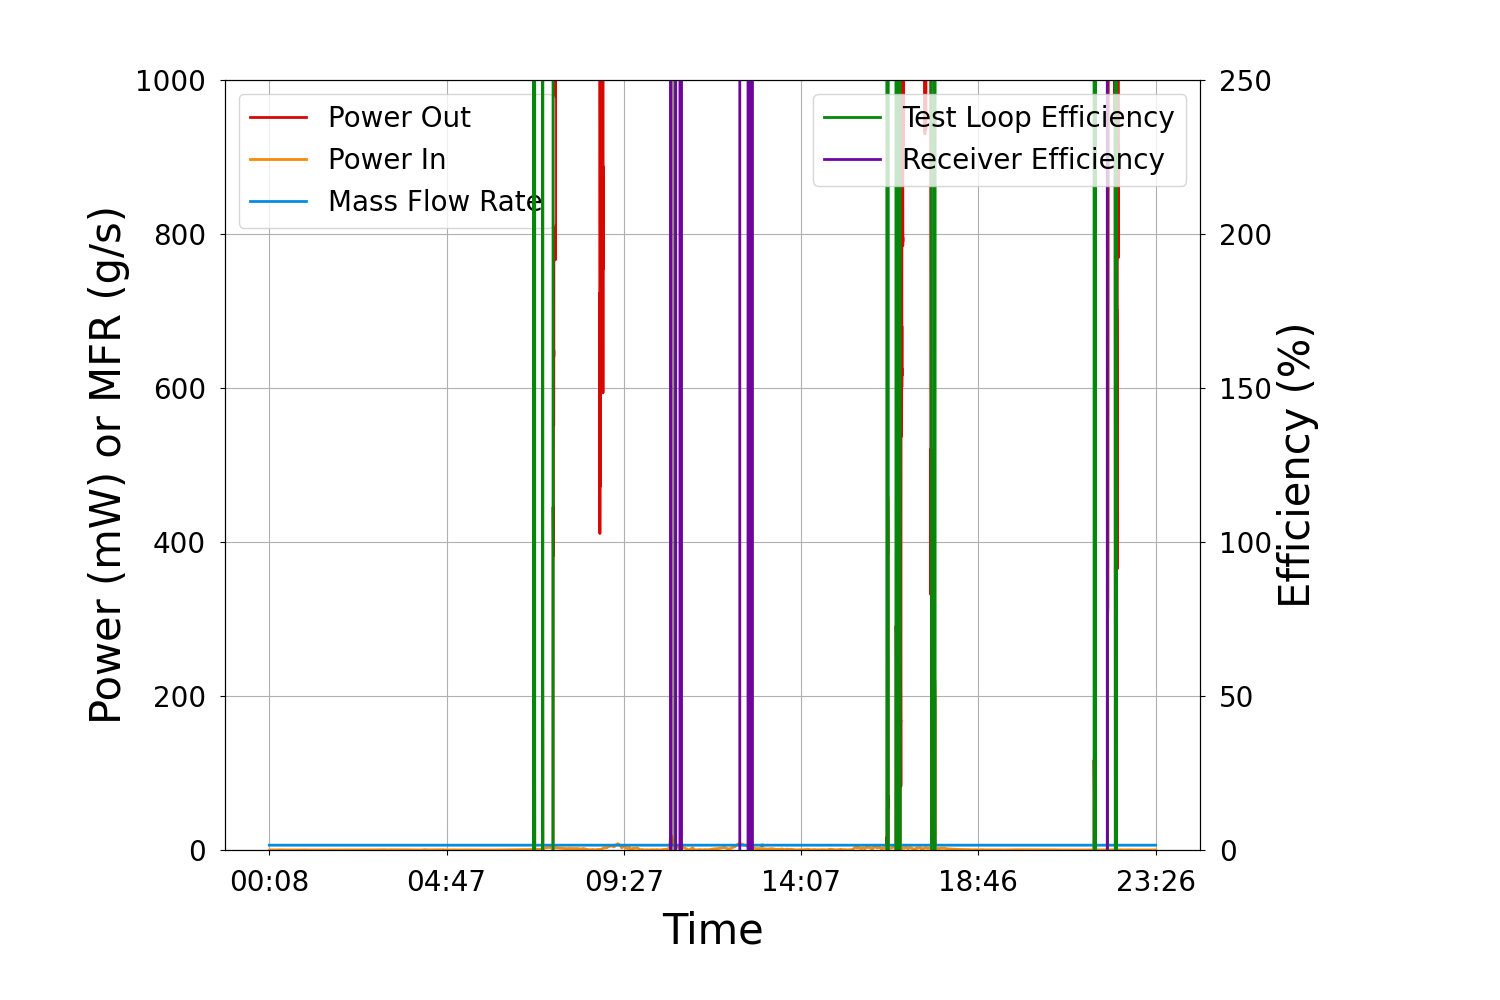 1000
800
600
400
200
0
Power (mW) or MFR (g/s)
Power Out
Power In
Mass Flow Rate
Test Loop Efficiency
Receiver Efficiency
250
200
150
100
50
0
Efficiency (%)
00:08 04:47 09:27 14:07 18:46 23:26
Time